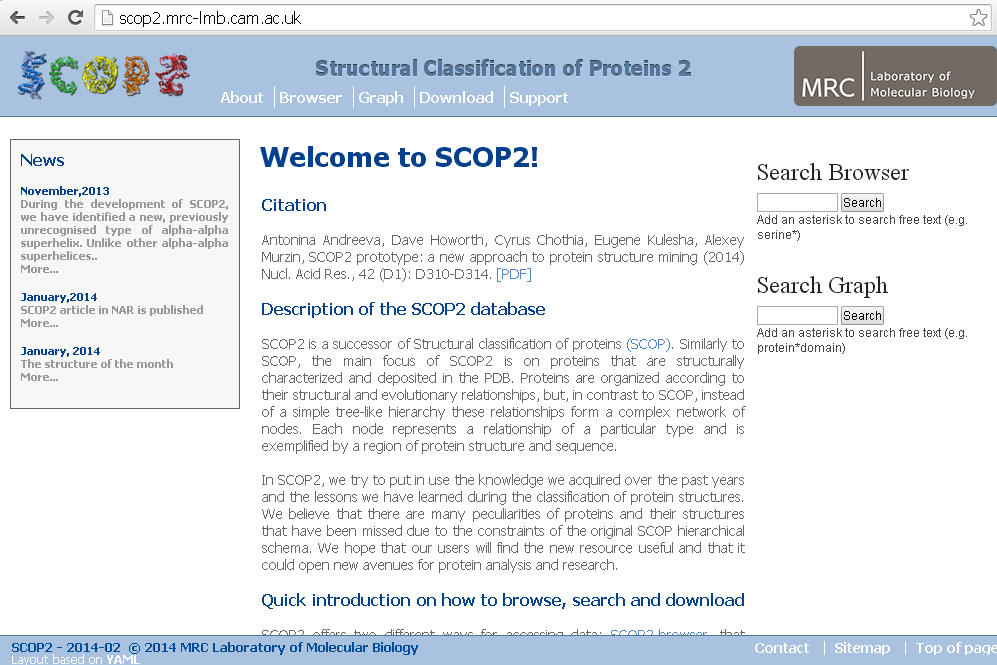 scop2.mrc-lmb.cam.ac.uk
SCOP2
Structural Classification of Proteins 2
About
Browser
Graph
Download
Support
MRC
Laboratory of
Molecular Biology
News
November,2013
During the development of SCOP2,
we have identified a new, previously
unrecognised type of alpha-alpha
superhelix. Unlike other alpha-alpha
superhelices..
More...
January,2014
SCOP2 article in NAR is published
More...
January, 2014
The structure of the month
More...
Welcome to SCOP2!
Citation
Antonina Andreeva, Dave Howorth, Cyrus Chothia, Eugene Kulesha, Alexey
Murzin, SCOP2 prototype: a new approach to protein structure mining (2014)
Nucl. Acid Res., 42 (D1): D310-D314. [PDF]
Description of the SCOP2 database
SCOP2 is a successor of Structural classification of proteins (SCOP). Similarly to
SCOP, the main focus of SCOP2 is on proteins that are structurally
characterized and deposited in the PDB. Proteins are organized according to
their structural and evolutionary relationships, but, in contrast to SCOP, instead
of a simple tree-like hierarchy these relationships form a complex network of
nodes. Each node represents a relationship of a particular type and is
exemplified by a region of protein structure and sequence.
In SCOP2, we try to put in use the knowledge we acquired over the past years
and the lessons we have learned during the classification of protein structures.
We believe that there are many peculiarities of proteins and their structures
that have been missed due to the constraints of the original SCOP hierarchical
schema. We hope that our users will find the new resource useful and that it
could open new avenues for protein analysis and research.
Quick introduction on how to browse, search and download
SCOP2 offers two different ways for accessing data: SCOP2-browser, that
Search Browser
Search
Add an asterisk to search free text (e.g.
serine*)
Search Graph
Search
Add an asterisk to search free text (e.g.
protein*domain)
SCOP2 - 2014-02 © 2014 MRC Laboratory of Molecular Biology
Layout based on YAML
Contact
Sitemap
Top of page